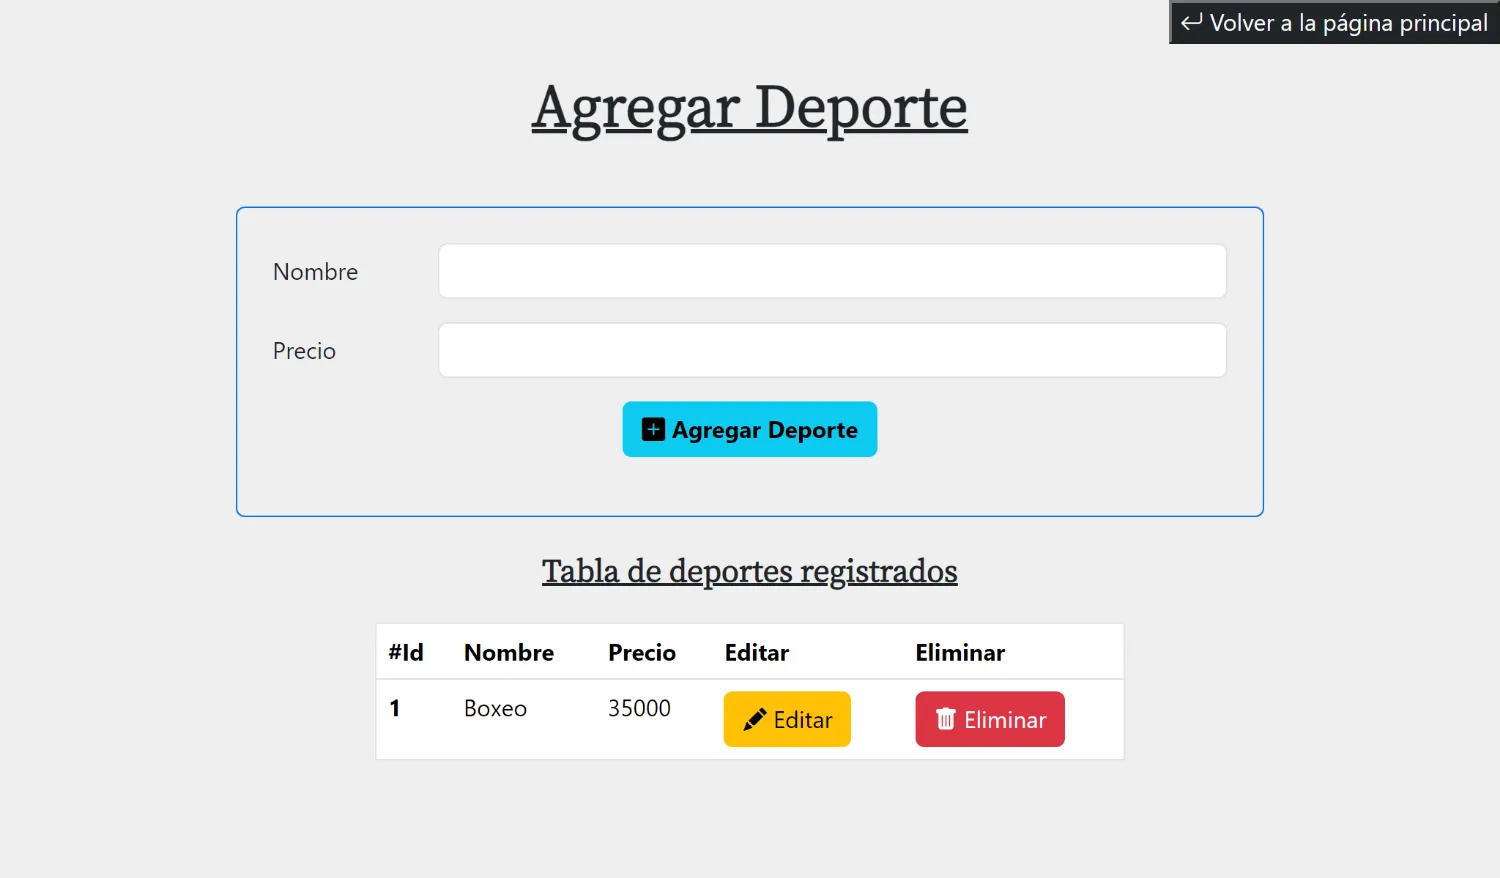 Volver a la página principal
Agregar Deporte
Nombre
Precio
Agregar Deporte
Tabla de deportes registrados
#Id Nombre Precio Editar Eliminar
1 Boxeo 35000 Editar Eliminar